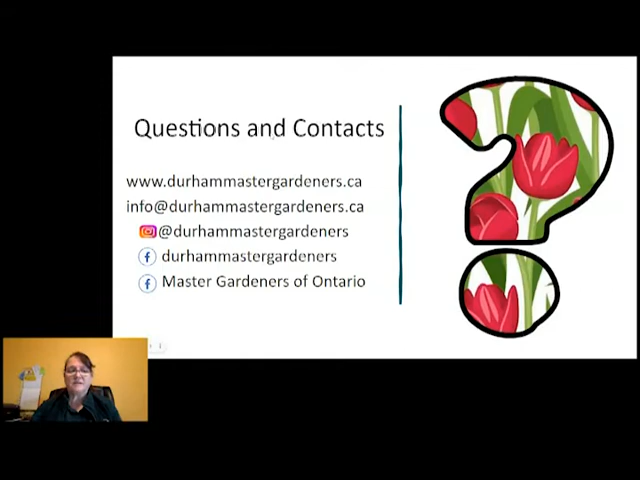 Questions and Contacts
www.durhammastergardeners.ca
info@durhammastergardeners.ca
@durhammastergardeners
durhammastergardeners
Master Gardeners of Ontario